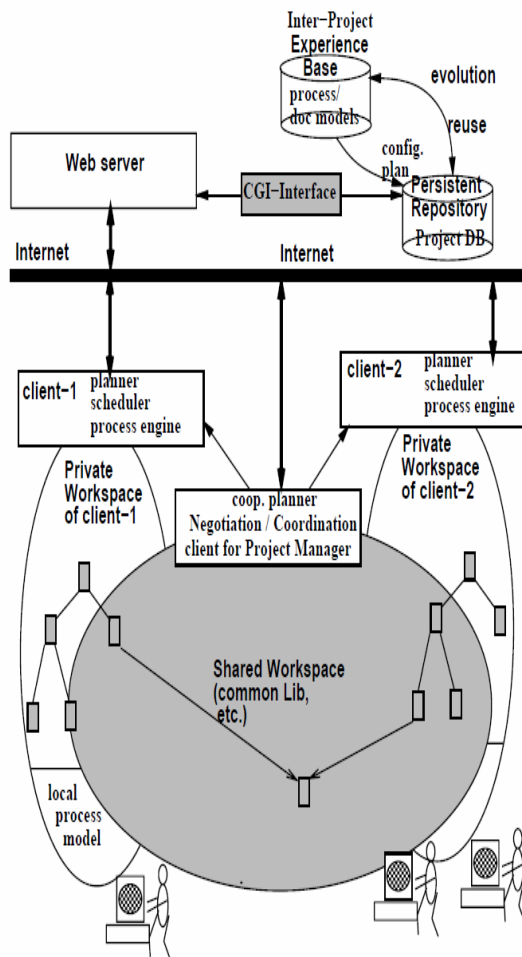 Inter-Project
Experience
Base
process/
doc models
evolution
reuse
config.
plan
Web server
CGI-Interface
Persistent
Repository
Project DB
Internet
Internet
client-1
planner
scheduler
process engine
client-2
planner
scheduler
process engine
Private
Workspace
of client-1
Private
Workspace
of client-2
coop. planner
Negotiation / Coordination
client for Project Manager
Shared Workspace
(common Lib,
etc.)
local
process
model